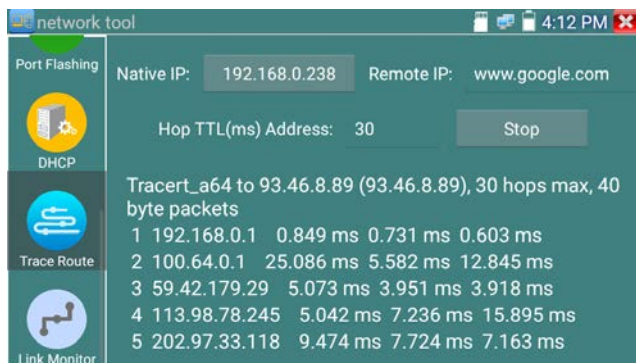 network tool
4:12 PM
Port Flashing
DHCP
Trace Route
Link Monitor
Native IP: 192.168.0.238 Remote IP: www.google.com
Hop TTL(ms) Address: 30 Stop
Tracert_a64 to 93.46.8.89 (93.46.8.89), 30 hops max, 40
byte packets
1 192.168.0.1 0.849 ms 0.731 ms 0.603 ms
2 100.64.0.1 25.086 ms 5.582 ms 12.845 ms
3 59.42.179.29 5.073 ms 3.951 ms 3.918 ms
4 113.98.78.245 5.042 ms 7.236 ms 15.895 ms
5 202.97.33.118 9.474 ms 7.724 ms 7.163 ms